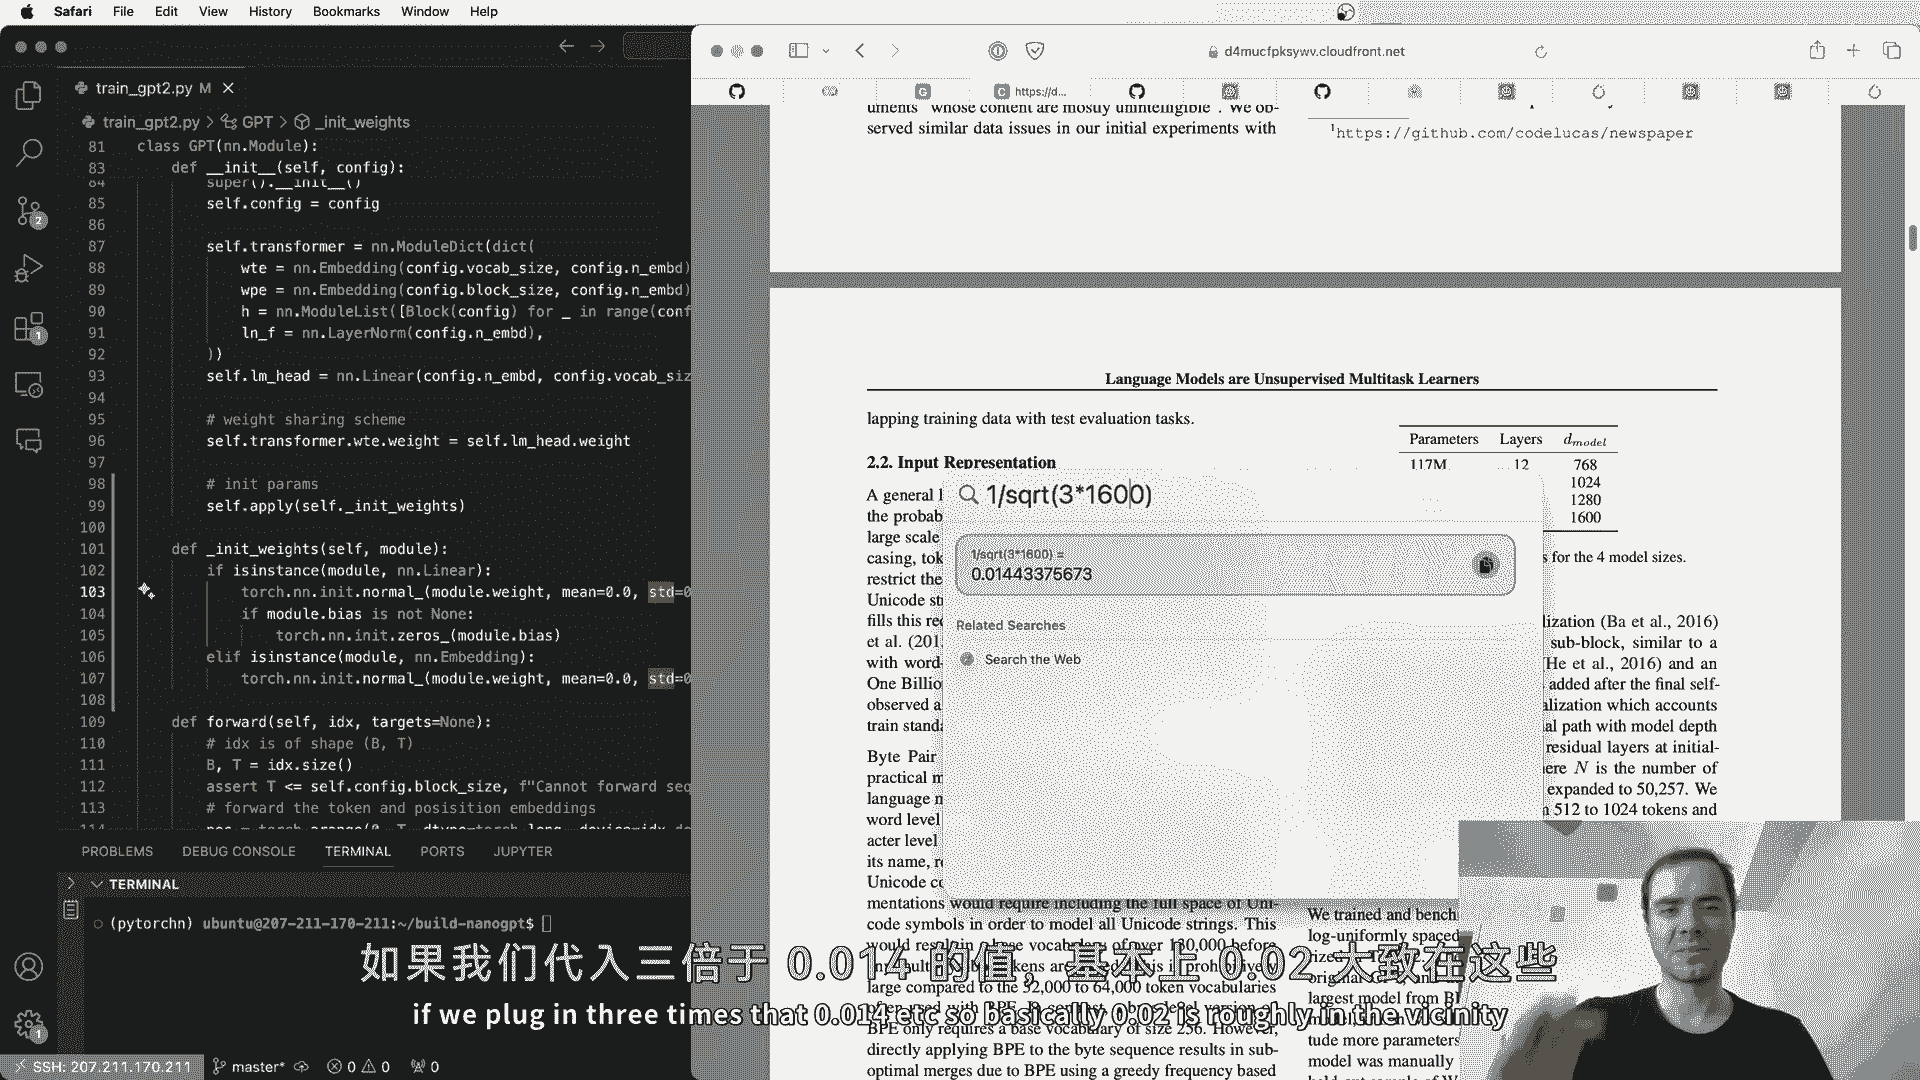 Safari File Edit View History Bookmarks Window Help
train_gpt2.py M
train_gpt2.py > GPT > _init_weights
81 class GPT(nn.Module):
83 def __init__(self, config):
84 super().__init__()
85 self.config = config
86
87 self.transformer = nn.ModuleDict(dict(
88 wte = nn.Embedding(config.vocab_size, config.n_embd)
89 wpe = nn.Embedding(config.block_size, config.n_embd)
90 h = nn.ModuleList([Block(config) for _ in range(conf
91 ln_f = nn.LayerNorm(config.n_embd),
92 ))
93 self.lm_head = nn.Linear(config.n_embd, config.vocab_siz
94
95 # weight sharing scheme
96 self.transformer.wte.weight = self.lm_head.weight
97
98 # init params
99 self.apply(self._init_weights)
100
101 def _init_weights(self, module):
102 if isinstance(module, nn.Linear):
103 torch.nn.init.normal_(module.weight, mean=0.0, std=0
104 if module.bias is not None:
105 torch.nn.init.zeros_(module.bias)
106 elif isinstance(module, nn.Embedding):
107 torch.nn.init.normal_(module.weight, mean=0.0, std=0
108
109 def forward(self, idx, targets=None):
110 # idx is of shape (B, T)
111 B, T = idx.size()
112 assert T <= self.config.block_size, f"Cannot forward seq
113 # forward the token and posisition embeddings
PROBLEMS DEBUG CONSOLE TERMINAL PORTS JUPYTER
TERMINAL
(pytorchn) ubuntu@207-211-170-211:~/build-nanogpt$
SSH: 207.211.170.211 master* 0 0 0
d4mucfpksywv.cloudfront.net
https://d...
uments "whose content are mostly unintelligible". We ob-
served similar data issues in our initial experiments with
1https://github.com/codelucas/newspaper
Language Models are Unsupervised Multitask Learners
lapping training data with test evaluation tasks.
2.2. Input Representation
Parameters Layers dmodel
117M 12 768
1024
1280
1600
s for the 4 model sizes.
1/sqrt(3*1600)
1/sqrt(3*1600) =
0.01443375673
Related Searches
Search the Web
A general l
the probab
large scale
casing, tok
restrict the
Unicode st
fills this rec
et al. (201
with word-
One Billio
observed a
train standa
Byte Pair
practical m
language m
word level
acter level
its name, re
Unicode co
mentations would require including the full space of Uni-
code symbols in order to model all Unicode strings. This
would result in a base vocabulary of over 130,000 before
large compared to the 32,000 to 64,000 token vocabularies
BPE only requires a base vocabulary of size 256. However,
directly applying BPE to the byte sequence results in sub-
optimal merges due to BPE using a greedy frequency based
lization (Ba et al., 2016)
sub-block, similar to a
He et al., 2016) and an
added after the final self-
alization which accounts
al path with model depth
residual layers at initial-
ere N is the number of
expanded to 50,257. We
512 to 1024 tokens and
We trained and bench
log-uniformly spaced
largest model from BE
tude more parameters
model was manually
如果我们代入三倍于 0.014 的值，基本上 0.02 大致在这些
if we plug in three times that 0.014 etc so basically 0.02 is roughly in the vicinity